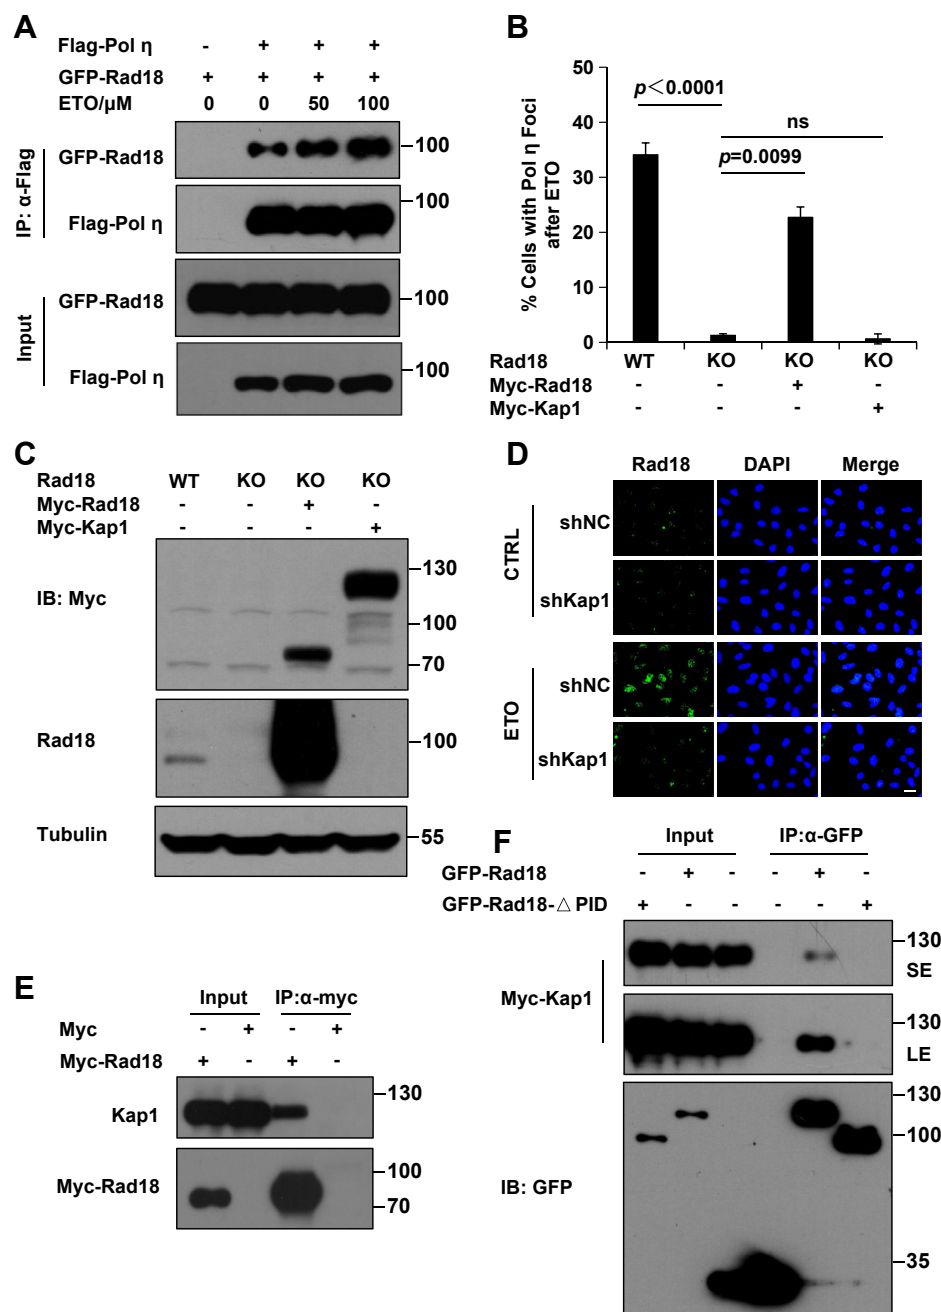 A
Flag-Pol η - + + +
GFP-Rad18 + + + +
ETO/μM 0 0 50 100
IP: α-Flag
GFP-Rad18 100
Flag-Pol η 100
Input
GFP-Rad18 100
Flag-Pol η 100
B
% Cells with Pol η Foci
after ETO
50
40
30
20
10
0
p<0.0001
ns
p=0.0099
Rad18 WT KO KO KO
Myc-Rad18 - - + -
Myc-Kap1 - - - +
C
Rad18 WT KO KO KO
Myc-Rad18 - - + -
Myc-Kap1 - - - +
IB: Myc
130
100
70
Rad18 100
Tubulin 55
D
Rad18 DAPI Merge
CTRL
shNC
shKap1
ETO
shNC
shKap1
E
Input IP:α-myc
Myc - + - +
Myc-Rad18 + - + -
Kap1 130
Myc-Rad18 100
70
F
Input IP:α-GFP
GFP-Rad18 - + - - + -
GFP-Rad18-△PID + - - - - +
Myc-Kap1
130
SE
130
LE
IB: GFP
130
100
35